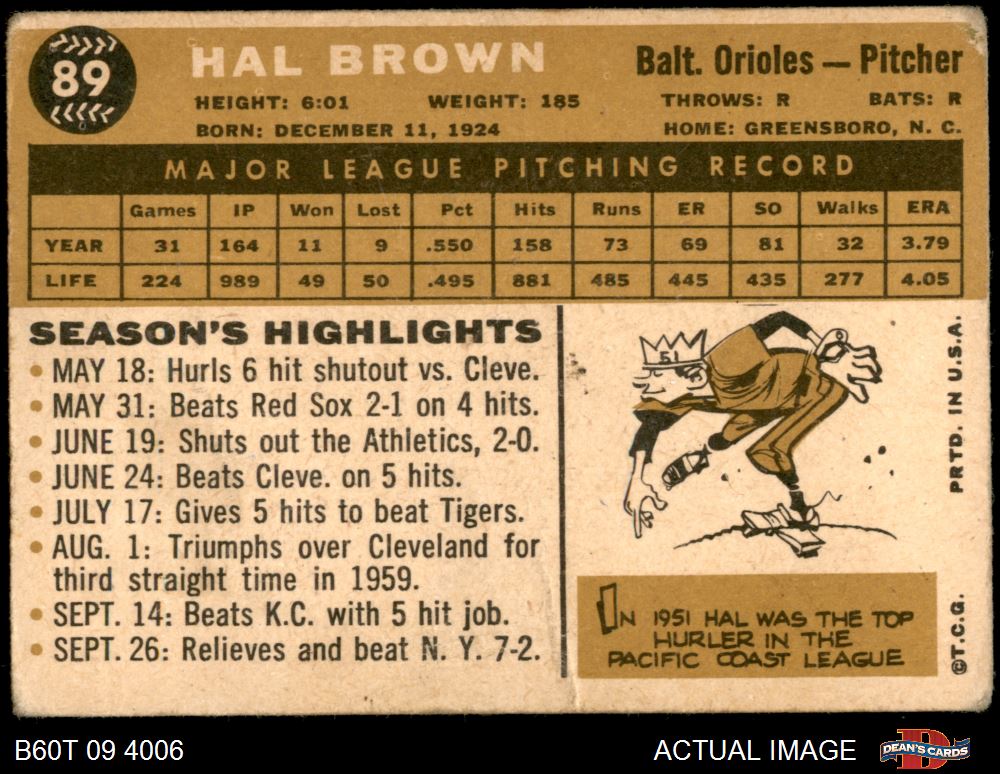 89
HAL BROWN
Balt. Orioles — Pitcher
HEIGHT: 6:01 WEIGHT: 185 THROWS: R BATS: R
BORN: DECEMBER 11, 1924 HOME: GREENSBORO, N. C.
MAJOR LEAGUE PITCHING RECORD
Games IP Won Lost Pct Hits Runs ER SO Walks ERA
YEAR 31 164 11 9 .550 158 73 69 81 32 3.79
LIFE 224 989 49 50 .495 881 485 445 435 277 4.05
SEASON'S HIGHLIGHTS
• MAY 18: Hurls 6 hit shutout vs. Cleve.
• MAY 31: Beats Red Sox 2-1 on 4 hits.
• JUNE 19: Shuts out the Athletics, 2-0.
• JUNE 24: Beats Cleve. on 5 hits.
• JULY 17: Gives 5 hits to beat Tigers.
• AUG. 1: Triumphs over Cleveland for
third straight time in 1959.
• SEPT. 14: Beats K.C. with 5 hit job.
• SEPT. 26: Relieves and beat N. Y. 7-2.
51
IN 1951 HAL WAS THE TOP
HURLER IN THE
PACIFIC COAST LEAGUE
PRTD. IN U.S.A.
©T.C.G.
B60T 09 4006
ACTUAL IMAGE
DEAN'S CARDS